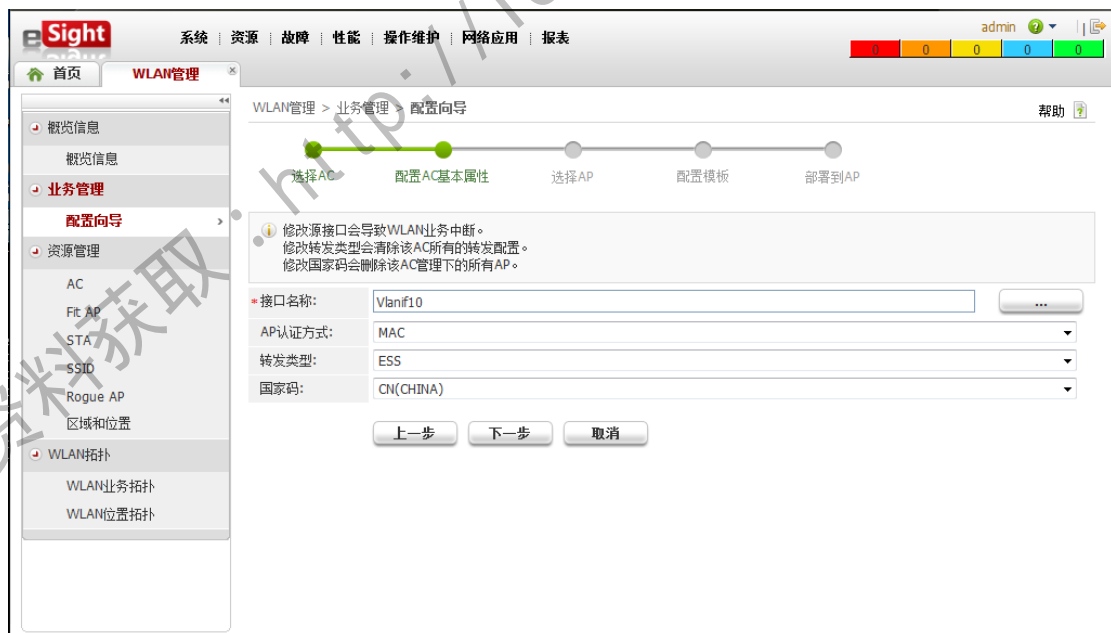 eSight
系统 | 资源 | 故障 | 性能 | 操作维护 | 网络应用 | 报表
admin
0 0 0 0 0
首页 WLAN管理
WLAN管理 > 业务管理 > 配置向导
帮助
概览信息
概览信息
业务管理
配置向导
资源管理
AC
Fit AP
STA
SSID
Rogue AP
区域和位置
WLAN拓扑
WLAN业务拓扑
WLAN位置拓扑
选择AC 配置AC基本属性 选择AP 配置模板 部署到AP
修改源接口会导致WLAN业务中断。
修改转发类型会清除该AC所有的转发配置。
修改国家码会删除该AC管理下的所有AP。
*接口名称: Vlanif10 ...
AP认证方式: MAC
转发类型: ESS
国家码: CN(CHINA)
上一步 下一步 取消
资料获取:http://